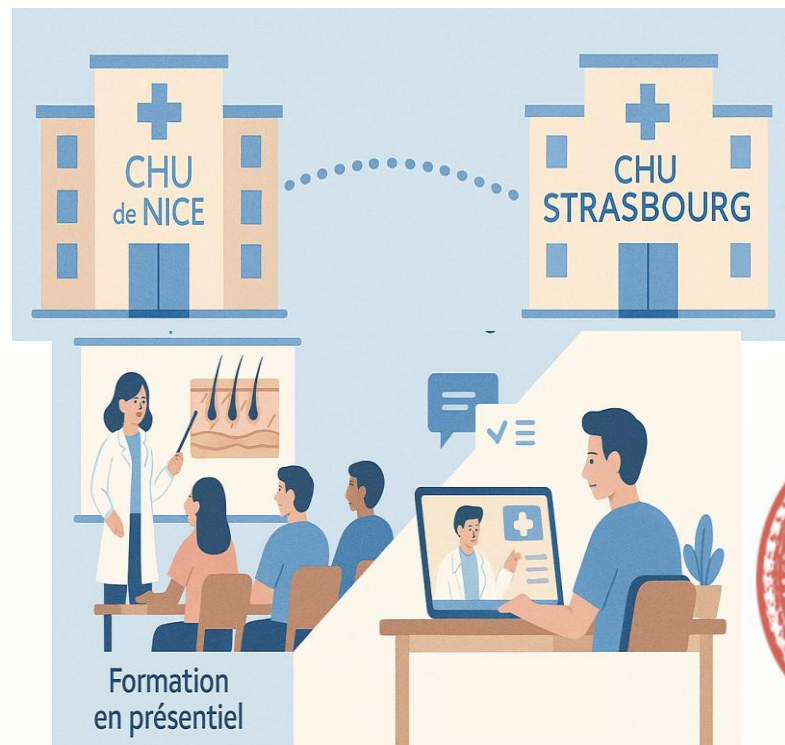 CHU
de NICE
CHU
STRASBOURG
Formation
en présentiel